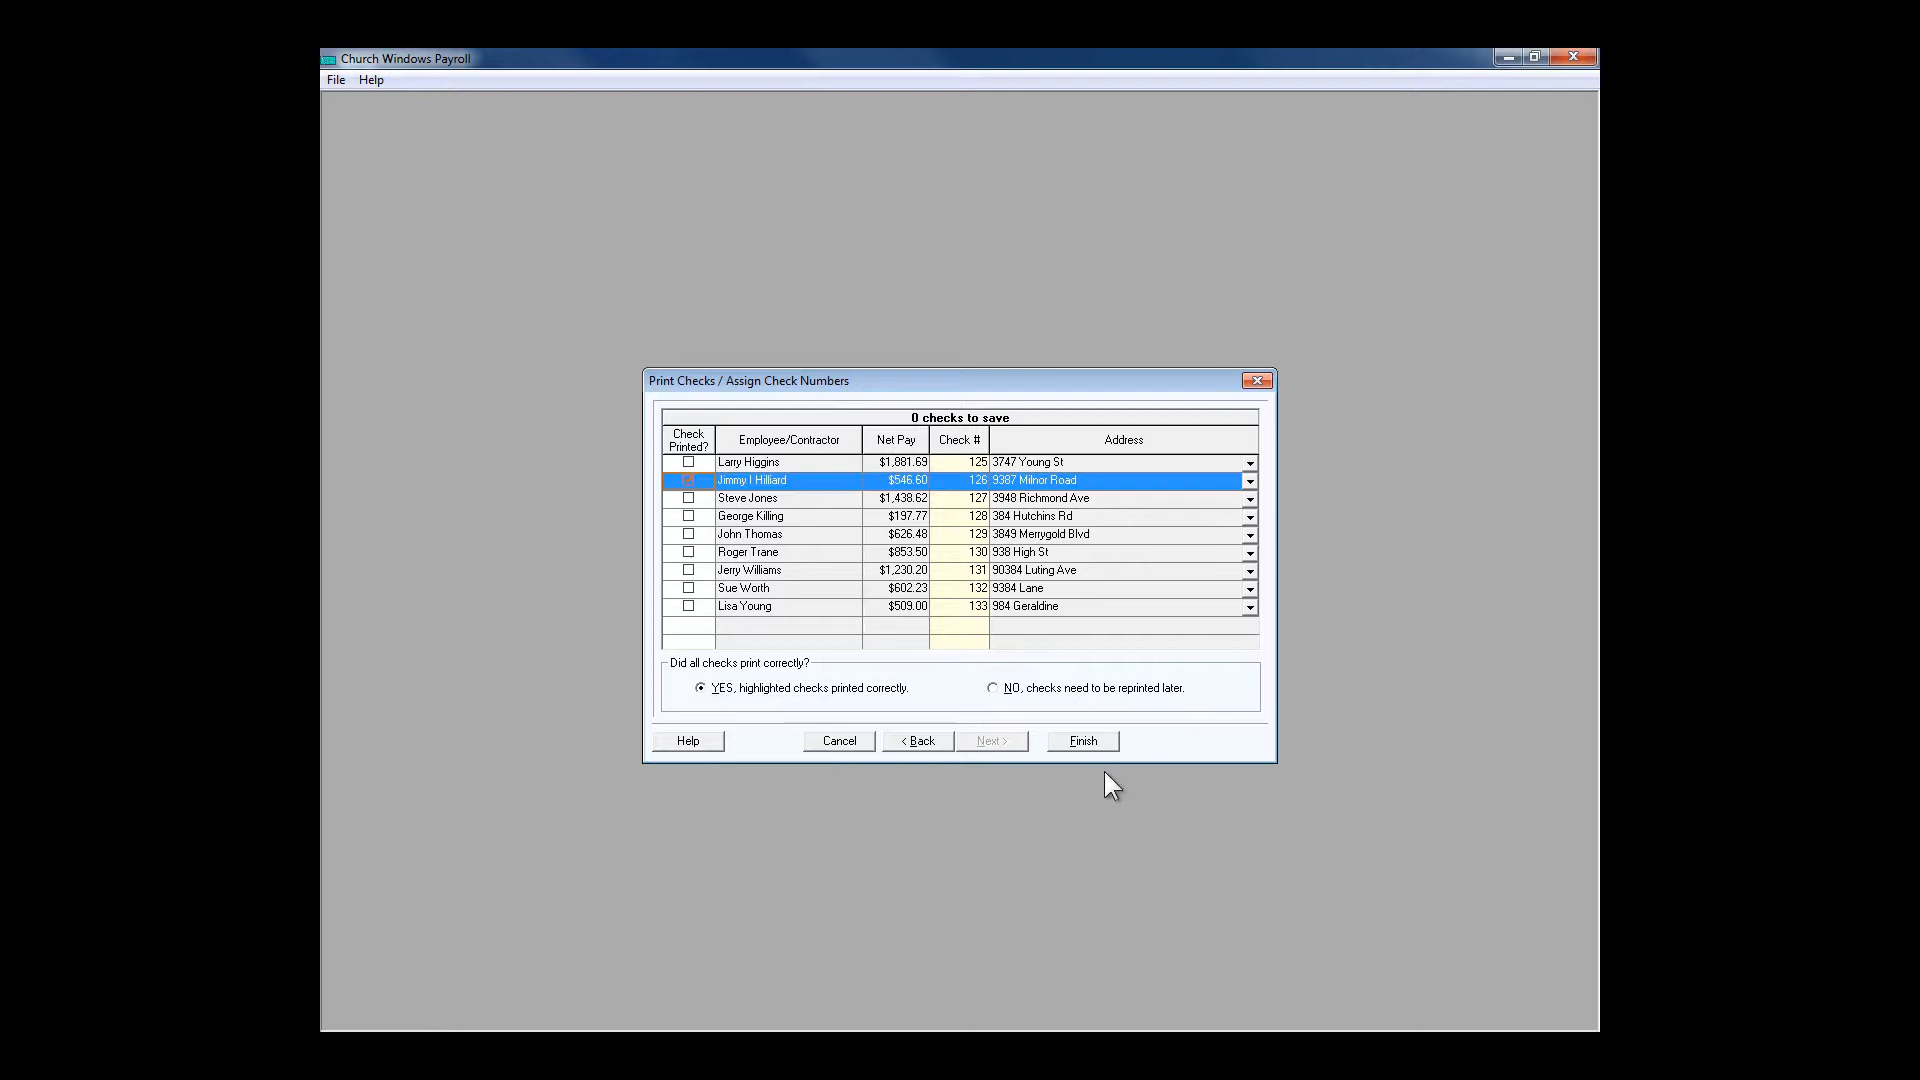 Church Windows Payroll
File Help
Print Checks / Assign Check Numbers
0 checks to save
Check Printed? Employee/Contractor Net Pay Check # Address
Larry Higgins $1,881.69 125 3747 Young St
Jimmy I Hilliard $546.60 126 9387 Milnor Road
Steve Jones $1,438.62 127 3948 Richmond Ave
George Killing $197.77 128 384 Hutchins Rd
John Thomas $626.48 129 3849 Merrygold Blvd
Roger Trane $853.50 130 938 High St
Jerry Williams $1,230.20 131 90384 Luting Ave
Sue Worth $602.23 132 9384 Lane
Lisa Young $509.00 133 984 Geraldine
Did all checks print correctly?
YES, highlighted checks printed correctly. NO, checks need to be reprinted later.
Help Cancel < Back Next > Finish